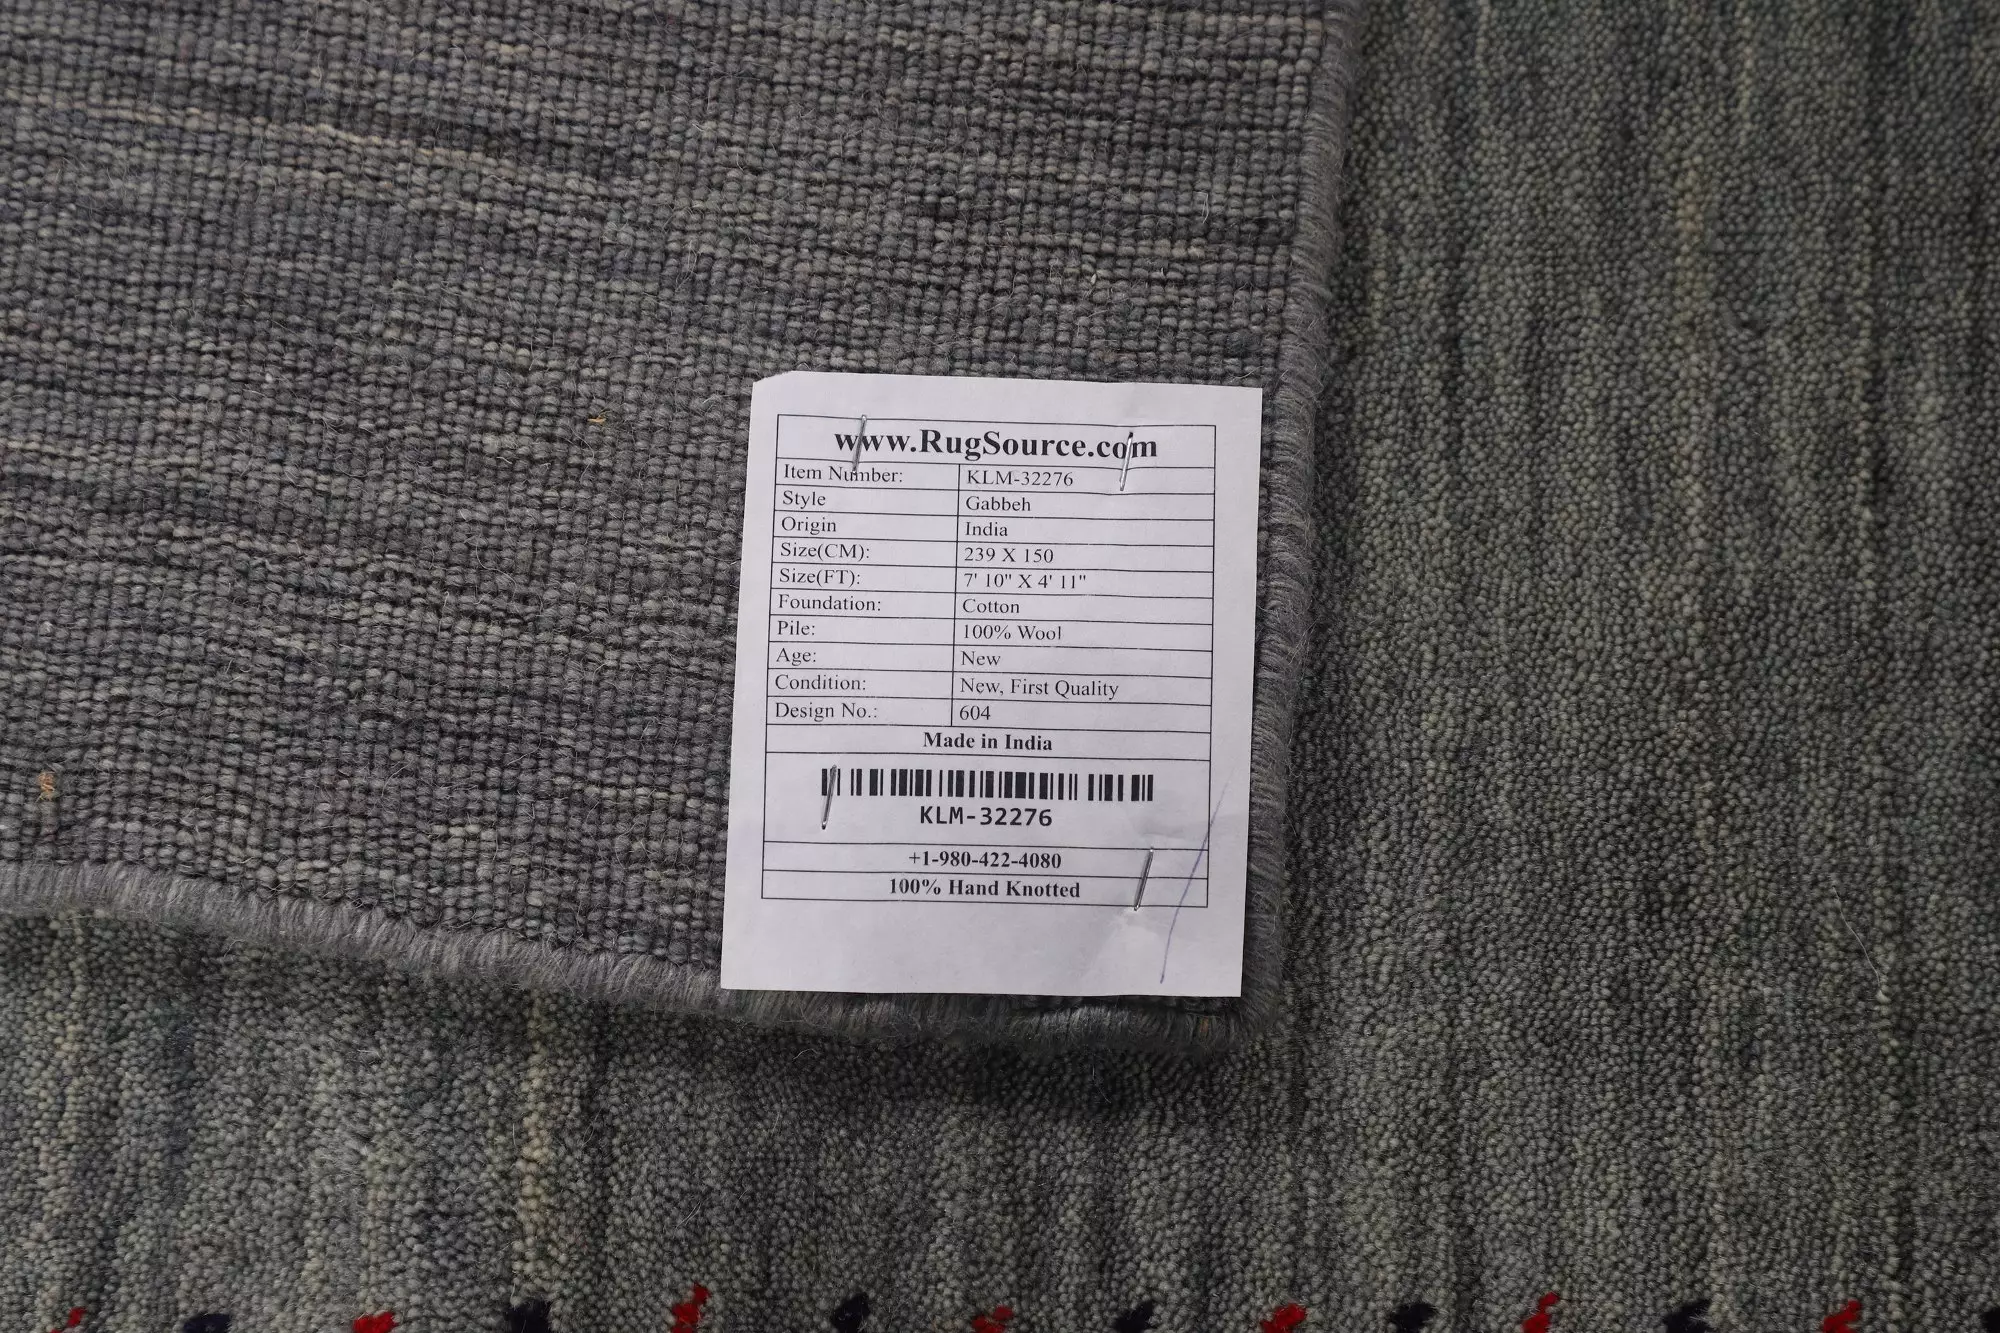 www.RugSource.com
Item Number: KLM-32276
Style Gabbeh
Origin India
Size(CM): 239 X 150
Size(FT): 7' 10" X 4' 11"
Foundation: Cotton
Pile: 100% Wool
Age: New
Condition: New, First Quality
Design No.: 604
Made in India
KLM-32276
+1-980-422-4080
100% Hand Knotted